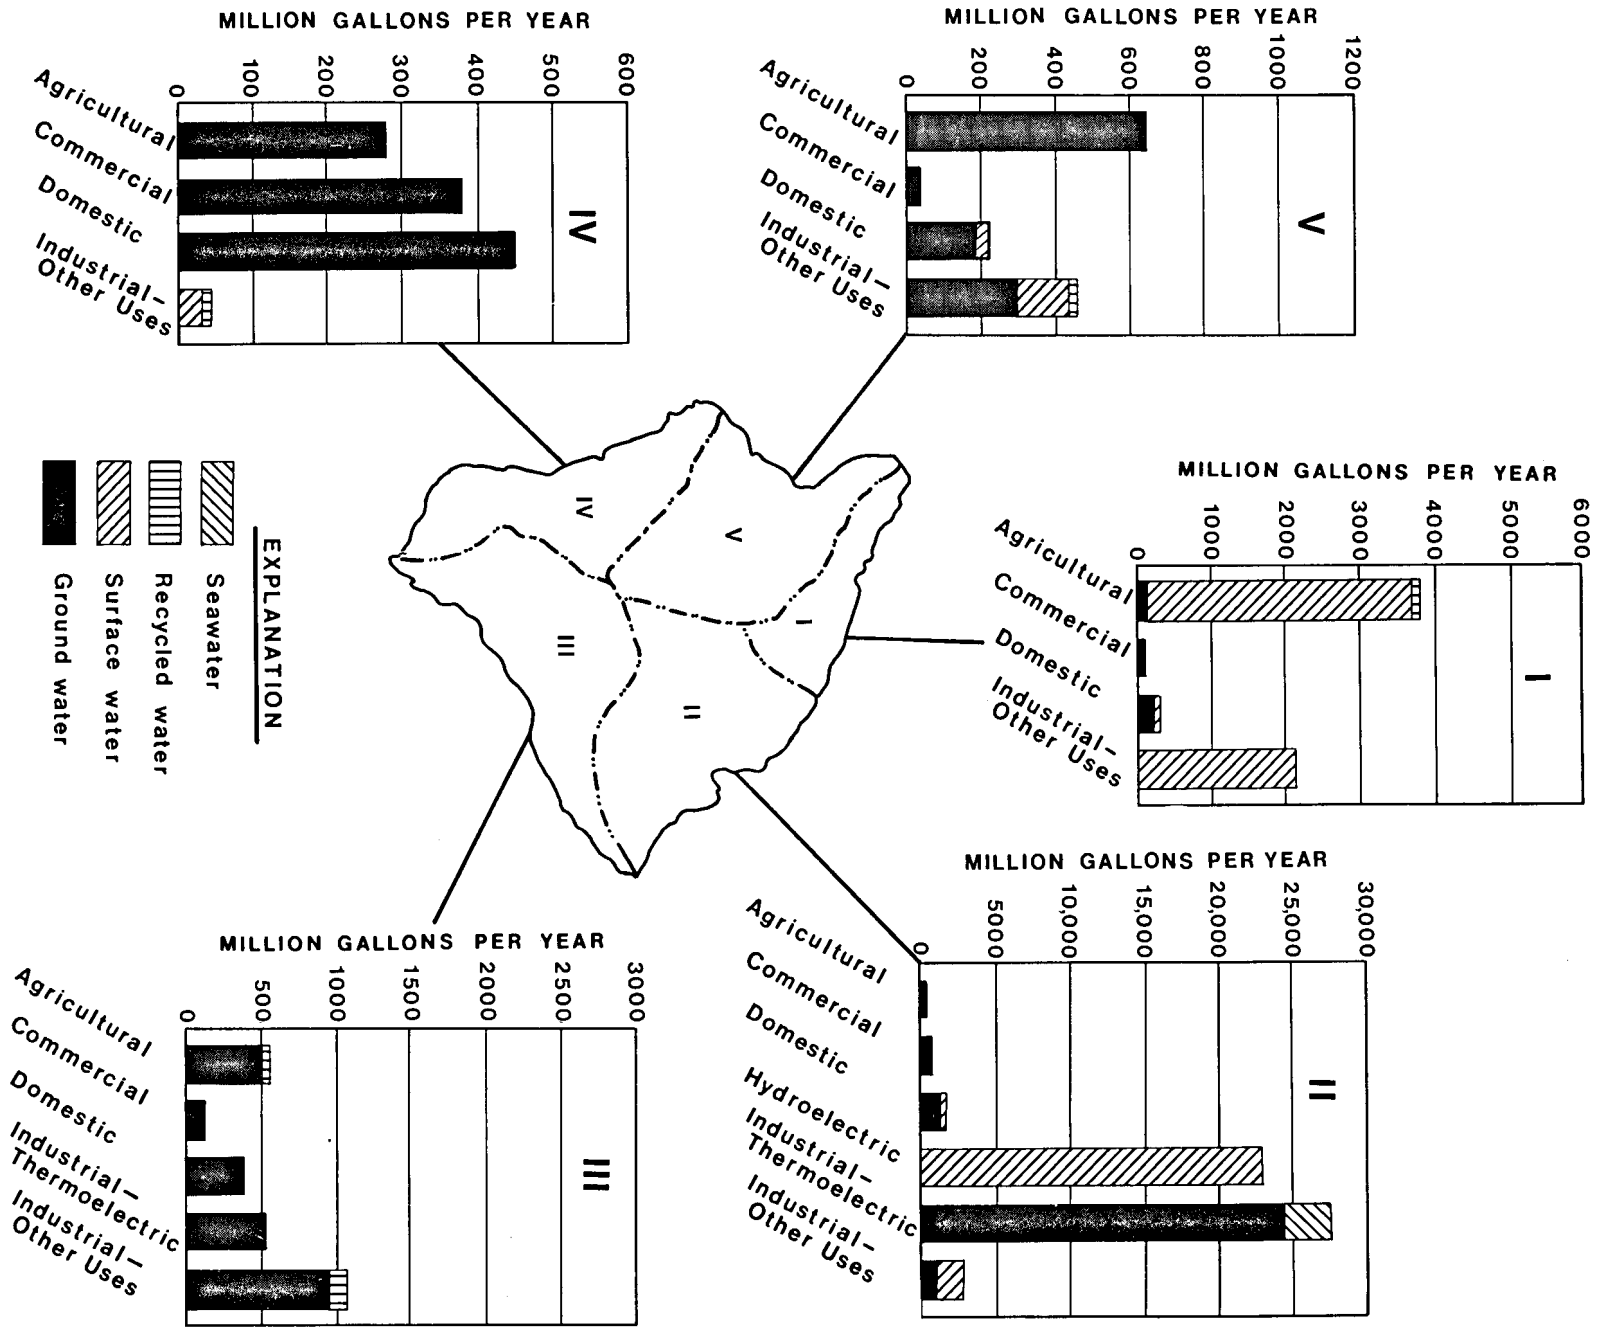 MILLION GALLONS PER YEAR
0
100
200
300
400
500
600
Agricultural
Commercial
Domestic
Industrial–
Other Uses
IV
MILLION GALLONS PER YEAR
0
200
400
600
800
1000
1200
Agricultural
Commercial
Domestic
Industrial–
Other Uses
V
MILLION GALLONS PER YEAR
0
1000
2000
3000
4000
5000
6000
Agricultural
Commercial
Domestic
Industrial–
Other Uses
I
IV
V
I
III
II
EXPLANATION
Seawater
Recycled water
Surface water
Ground water
MILLION GALLONS PER YEAR
0
5000
10,000
15,000
20,000
25,000
30,000
Agricultural
Commercial
Domestic
Hydroelectric
Industrial–
Thermoelectric
Industrial–
Other Uses
II
MILLION GALLONS PER YEAR
0
500
1000
1500
2000
2500
3000
Agricultural
Commercial
Domestic
Industrial–
Thermoelectric
Industrial–
Other Uses
III